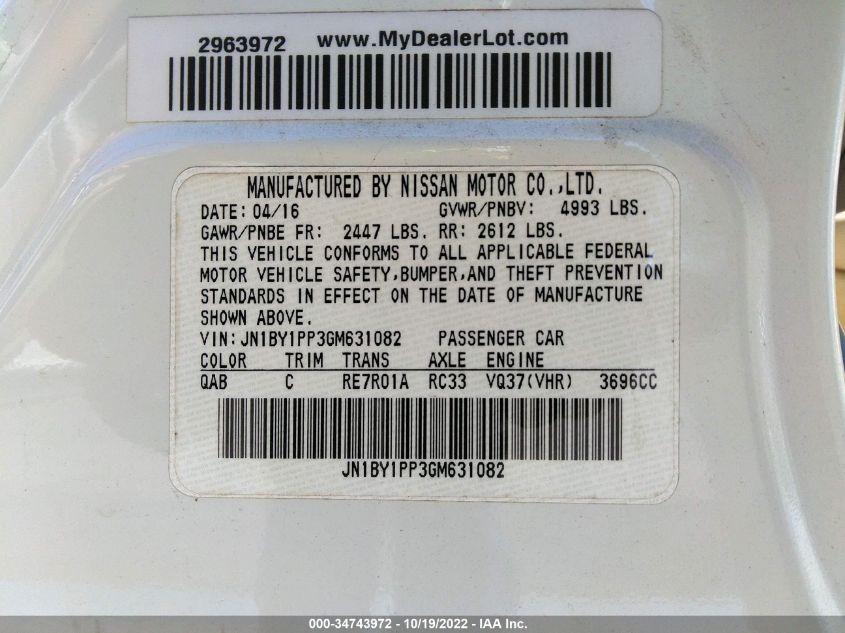 2963972 www.MyDealerLot.com
MANUFACTURED BY NISSAN MOTOR CO.,LTD.
DATE: 04/16 GVWR/PNBV: 4993 LBS.
GAWR/PNBE FR: 2447 LBS. RR: 2612 LBS.
THIS VEHICLE CONFORMS TO ALL APPLICABLE FEDERAL
MOTOR VEHICLE SAFETY,BUMPER,AND THEFT PREVENTION
STANDARDS IN EFFECT ON THE DATE OF MANUFACTURE
SHOWN ABOVE.
VIN: JN1BY1PP3GM631082 PASSENGER CAR
COLOR TRIM TRANS AXLE ENGINE
QAB C RE7R01A RC33 VQ37(VHR) 3696CC
JN1BY1PP3GM631082
000-34743972 - 10/19/2022 - IAA Inc.